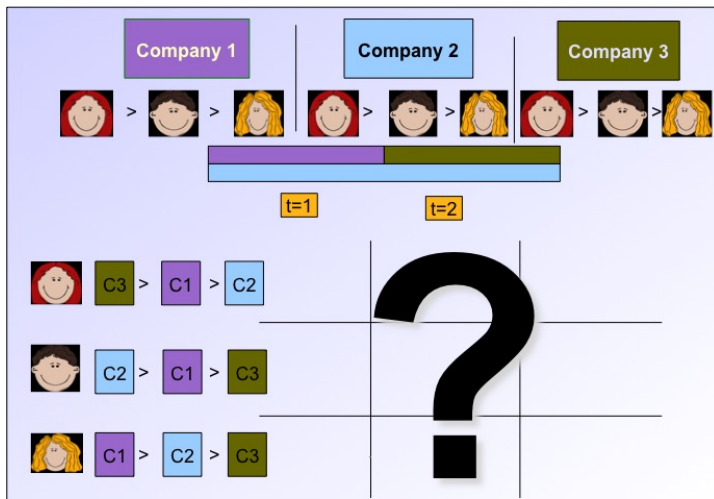 Company 1 Company 2 Company 3
> > > > > >
t=1 t=2
C3 > C1 > C2
C2 > C1 > C3
C1 > C2 > C3
?